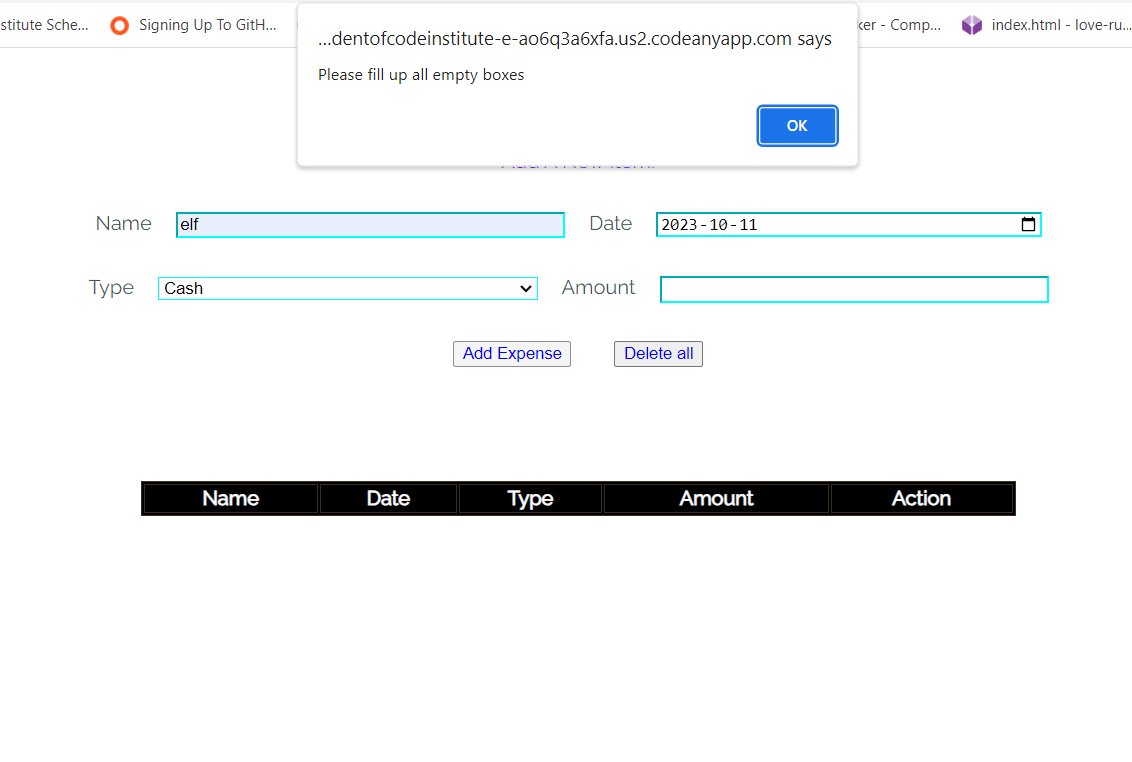 stitute Sche... Signing Up To GitH... ker - Comp... index.html - love-ru...
...dentofcodeinstitute-e-ao6q3a6xfa.us2.codeanyapp.com says
Please fill up all empty boxes
OK
Name elf Date 2023-10-11
Type Cash Amount
Add Expense Delete all
Name Date Type Amount Action